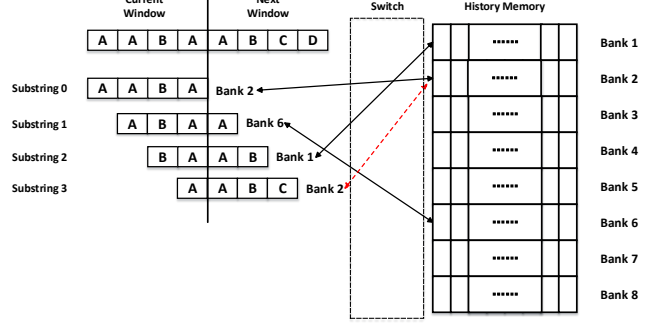 Current
Window
Next
Window
Switch
History Memory
A A B A A B C D
Substring 0
A A B A
Bank 2
Substring 1
A B A A
Bank 6
Substring 2
B A A B
Bank 1
Substring 3
A A B C
Bank 2
...... Bank 1
...... Bank 2
...... Bank 3
...... Bank 4
...... Bank 5
...... Bank 6
...... Bank 7
...... Bank 8